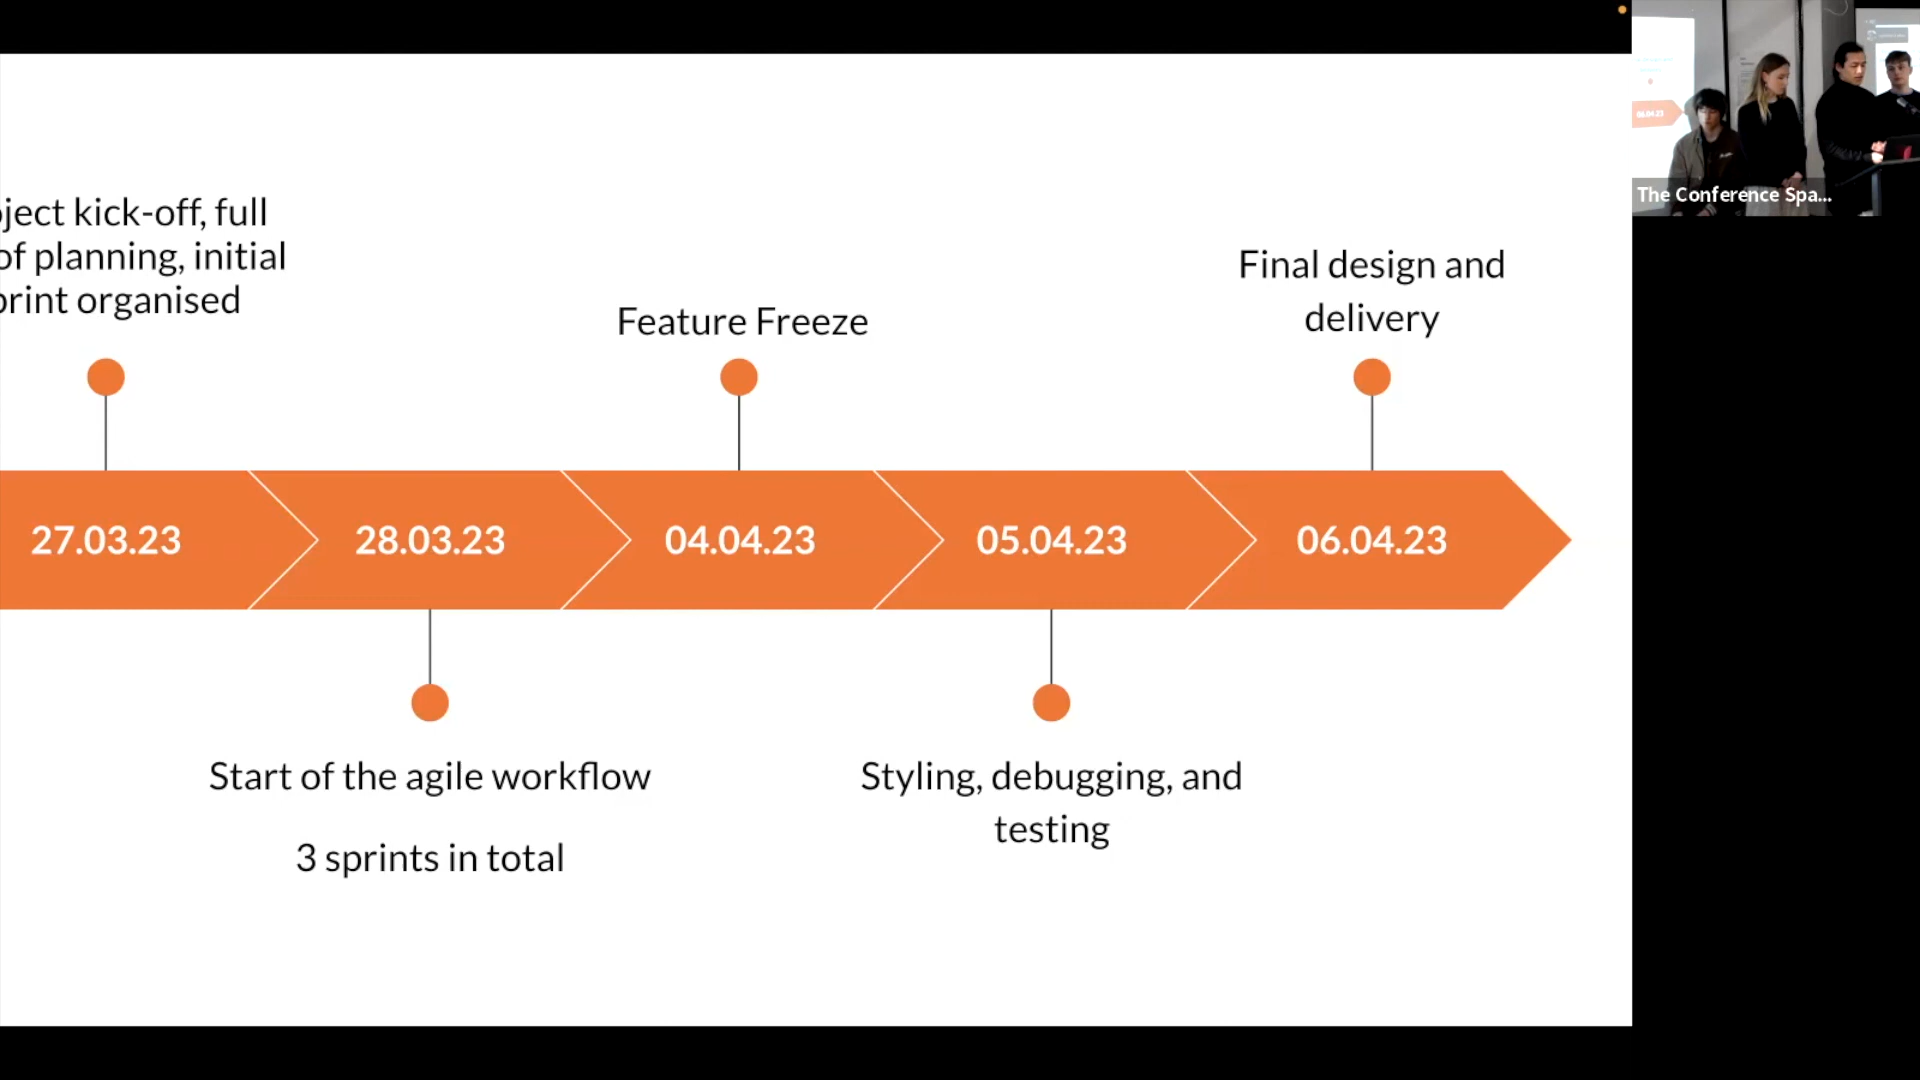 ject kick-off, full
of planning, initial
print organised
Feature Freeze
Final design and
delivery
27.03.23
28.03.23
04.04.23
05.04.23
06.04.23
Start of the agile workflow
3 sprints in total
Styling, debugging, and
testing
The Conference Spa...